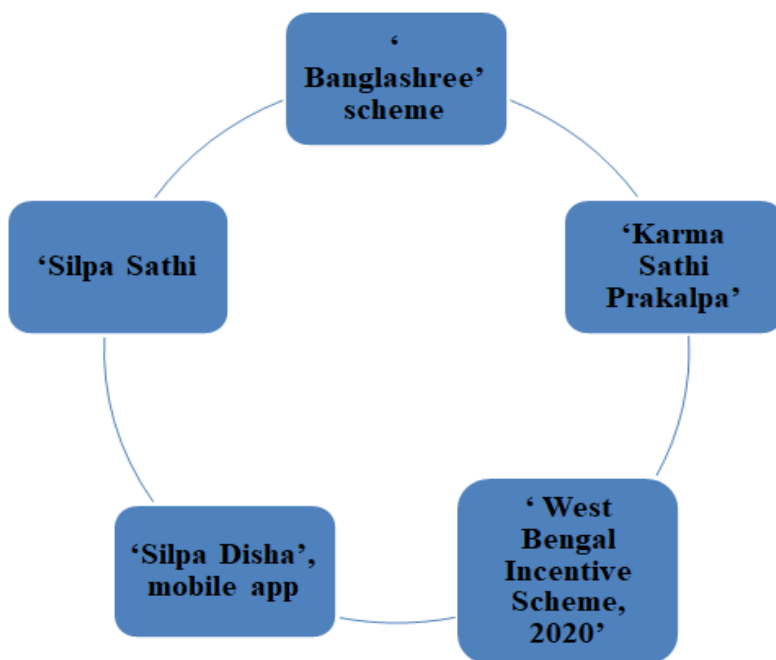 ‘
Banglashree’
scheme
‘Karma
Sathi
Prakalpa’
‘ West
Bengal
Incentive
Scheme,
2020’
‘Silpa Disha’,
mobile app
‘Silpa Sathi